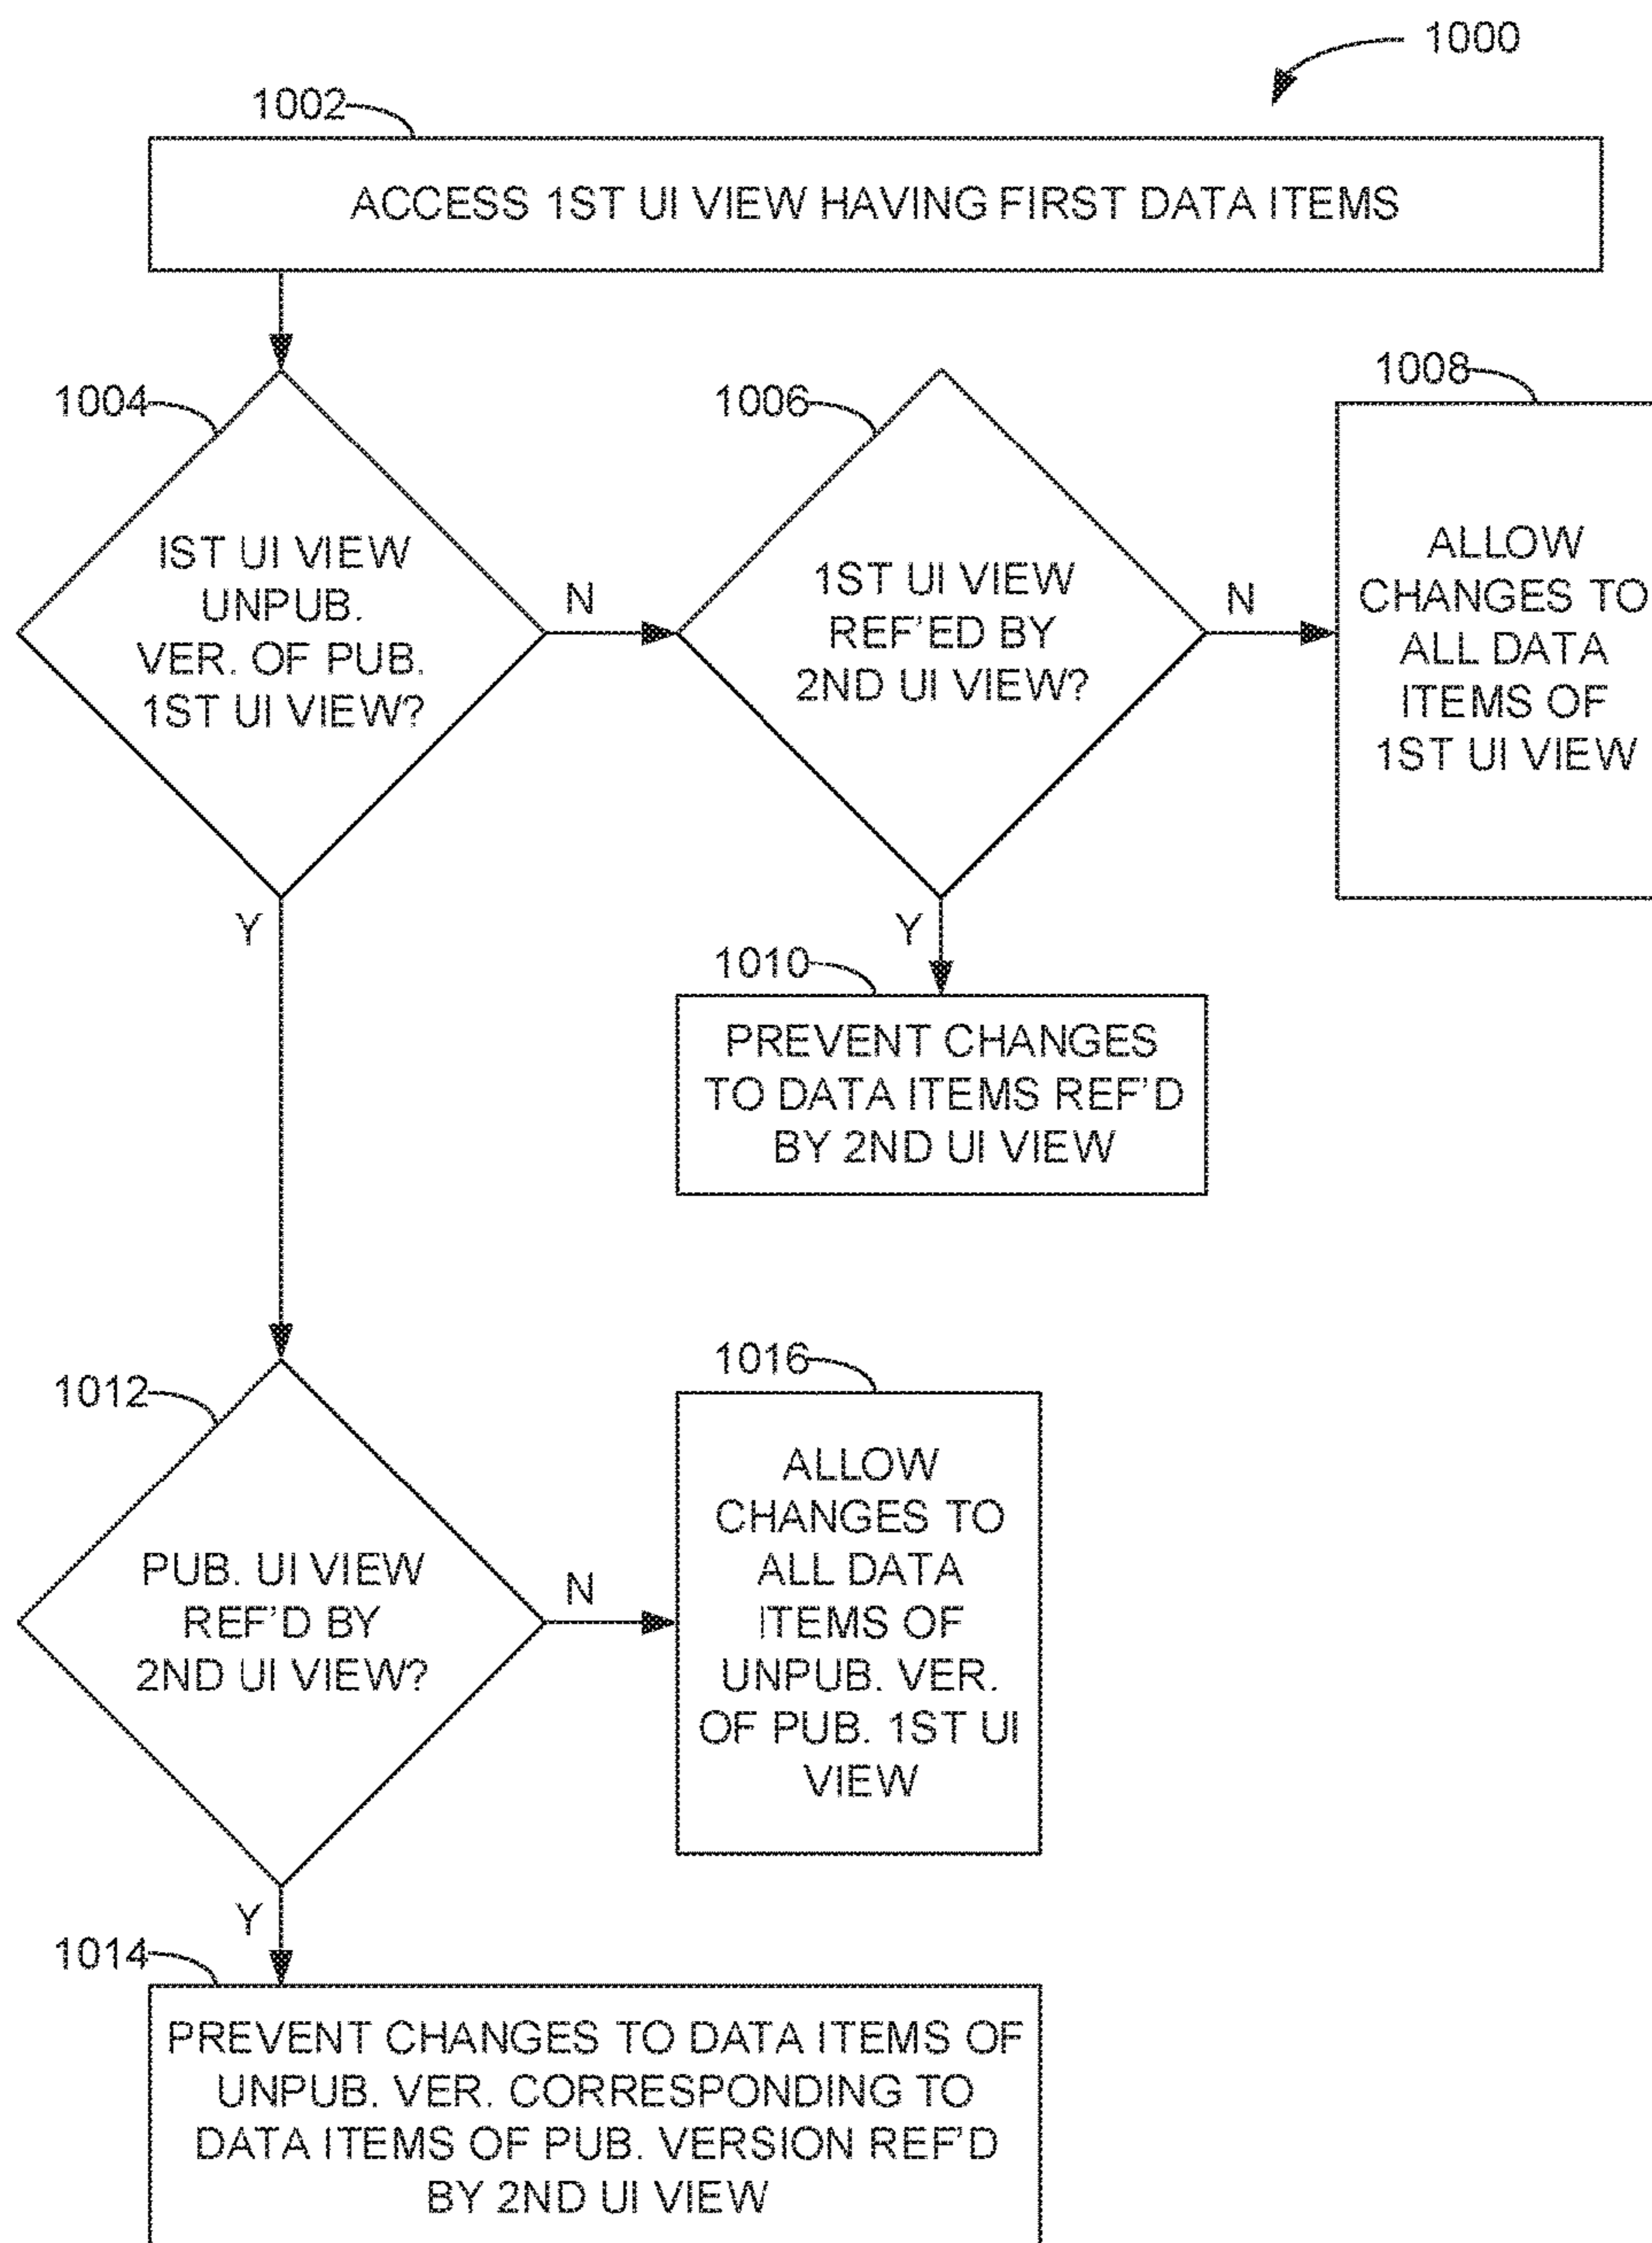 1000
1002
ACCESS 1ST UI VIEW HAVING FIRST DATA ITEMS
1004
IST UI VIEW
UNPUB.
VER. OF PUB.
1ST UI VIEW?
N
Y
1006
1ST UI VIEW
REF'ED BY
2ND UI VIEW?
N
Y
1008
ALLOW
CHANGES TO
ALL DATA
ITEMS OF
1ST UI VIEW
1010
PREVENT CHANGES
TO DATA ITEMS REF'D
BY 2ND UI VIEW
1012
PUB. UI VIEW
REF'D BY
2ND UI VIEW?
N
Y
1016
ALLOW
CHANGES TO
ALL DATA
ITEMS OF
UNPUB. VER.
OF PUB. 1ST UI
VIEW
1014
PREVENT CHANGES TO DATA ITEMS OF
UNPUB. VER. CORRESPONDING TO
DATA ITEMS OF PUB. VERSION REF'D
BY 2ND UI VIEW